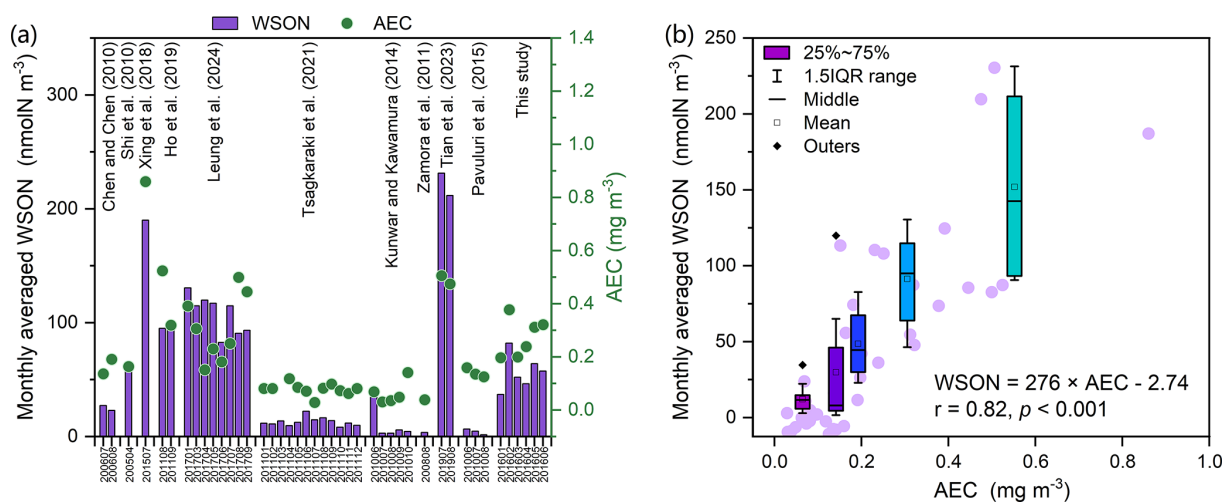 (a)
WSON
AEC
Monthly averaged WSON (nmolN m⁻³)
300
200
100
0
Chen and Chen (2010)
Shi et al. (2010)
Xing et al. (2018)
Ho et al. (2019)
Leung et al. (2024)
Tsagkaraki et al. (2021)
Kunwar and Kawamura (2014)
Zamora et al. (2011)
Tian et al. (2023)
Pavuluri et al. (2015)
This study
1.4
1.2
1.0
0.8
0.6
0.4
0.2
0.0
AEC (mg m⁻³)
200607
200608
200504
201507
201108
201109
201701
201703
201704
201705
201706
201707
201708
201709
201101
201102
201103
201104
201105
201106
201107
201108
201109
201110
201111
201112
201006
201007
201008
201009
201010
200808
201907
201908
201006
201007
201008
201601
201602
201603
201604
201605
201606
(b)
Monthly averaged WSON (nmolN m⁻³)
250
200
150
100
50
0
25%~75%
1.5IQR range
Middle
Mean
Outers
WSON = 276 × AEC - 2.74
r = 0.82, p < 0.001
0.0 0.2 0.4 0.6 0.8 1.0
AEC (mg m⁻³)